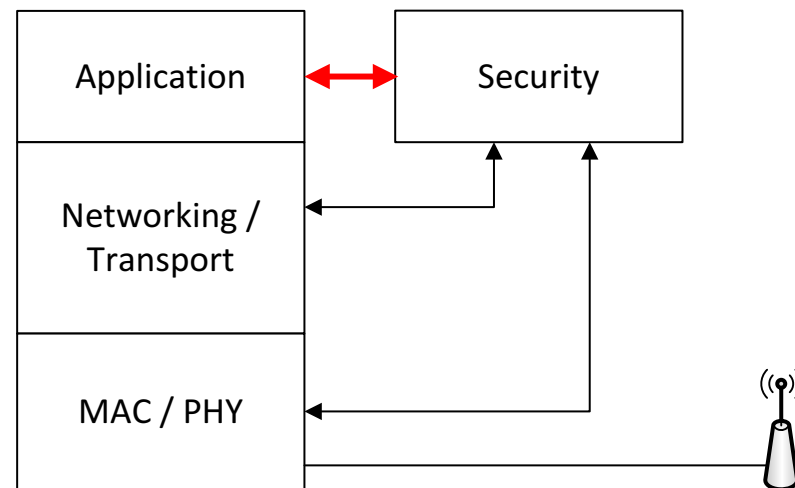 Application
Security
Networking /
Transport
MAC / PHY